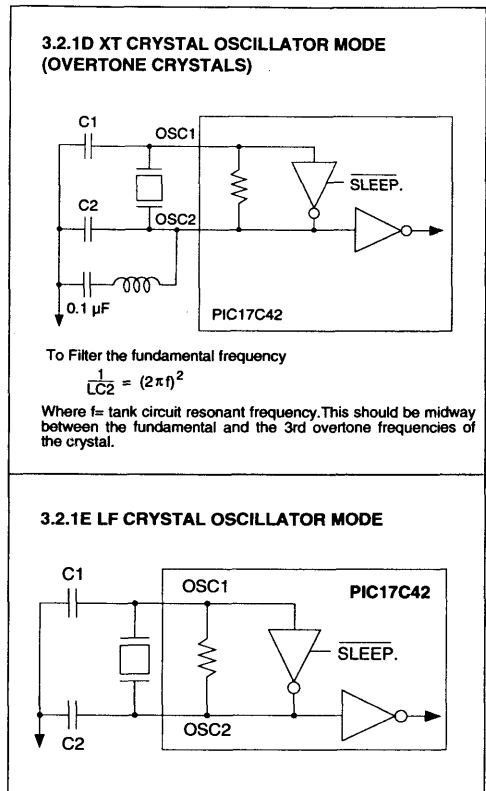 3.2.1D XT CRYSTAL OSCILLATOR MODE
(OVERTONE CRYSTALS)
C1
OSC1
SLEEP.
C2
OSC2
0.1 µF
PIC17C42
To Filter the fundamental frequency
1/LC2 = (2πf)²
Where f= tank circuit resonant frequency.This should be midway
between the fundamental and the 3rd overtone frequencies of
the crystal.
3.2.1E LF CRYSTAL OSCILLATOR MODE
C1
OSC1
PIC17C42
SLEEP.
OSC2
C2